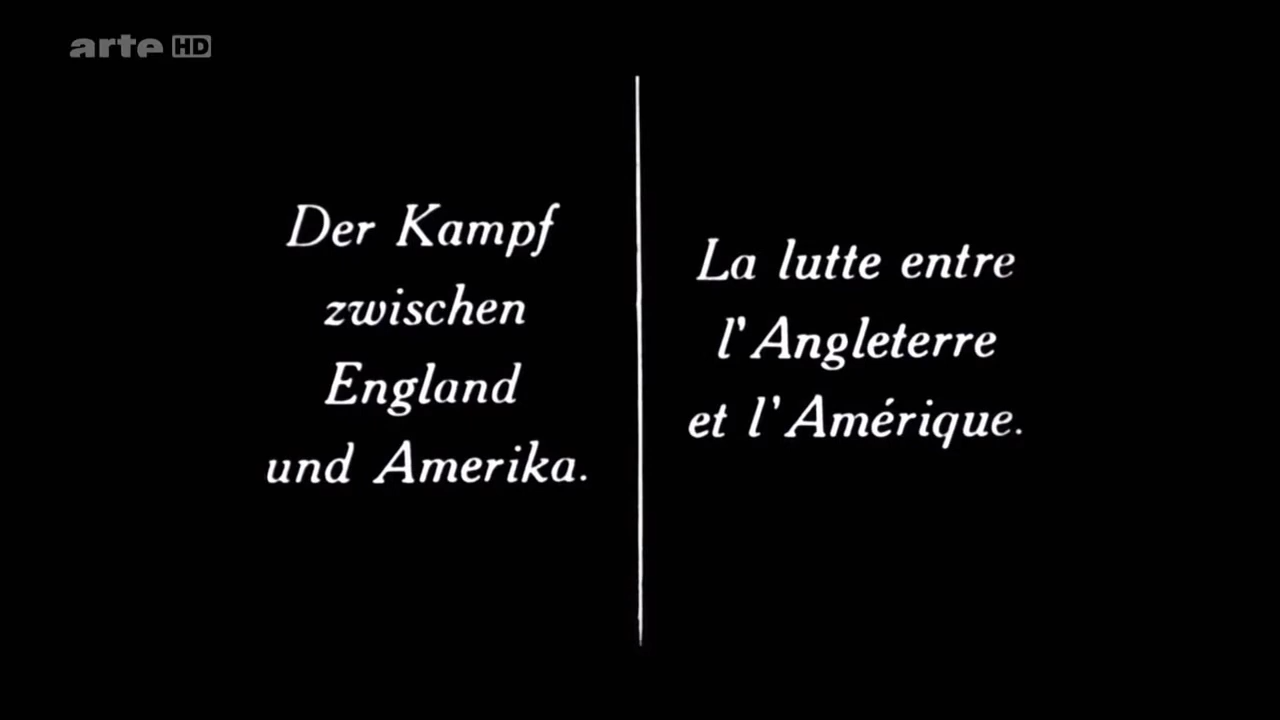 arte HD
Der Kampf
zwischen
England
und Amerika.
La lutte entre
l'Angleterre
et l'Amérique.